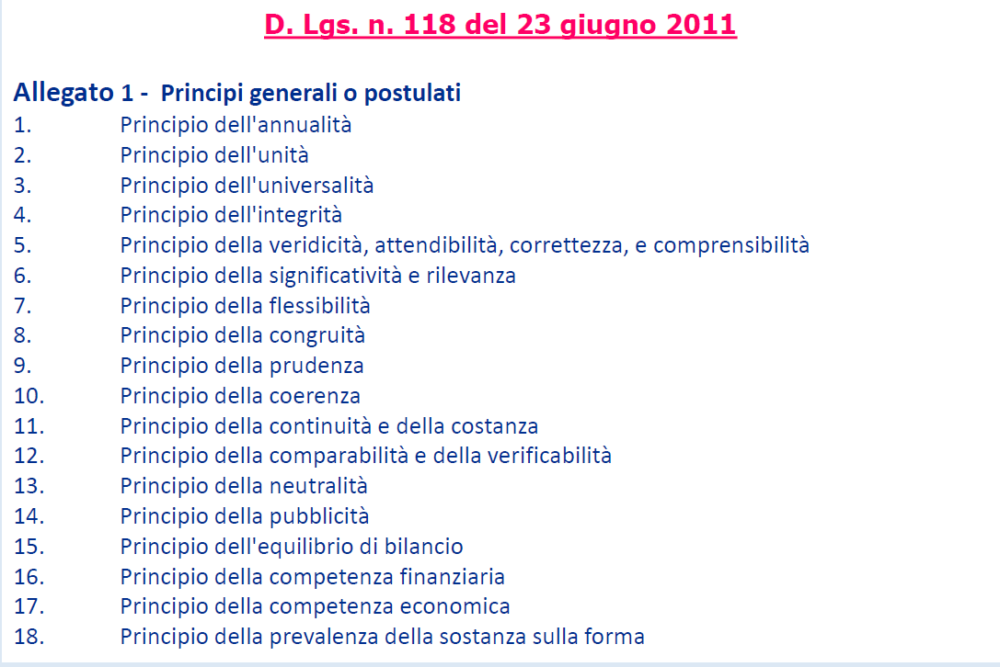 D. Lgs. n. 118 del 23 giugno 2011
Allegato 1 - Principi generali o postulati
1. Principio dell'annualità
2. Principio dell'unità
3. Principio dell'universalità
4. Principio dell'integrità
5. Principio della veridicità, attendibilità, correttezza, e comprensibilità
6. Principio della significatività e rilevanza
7. Principio della flessibilità
8. Principio della congruità
9. Principio della prudenza
10. Principio della coerenza
11. Principio della continuità e della costanza
12. Principio della comparabilità e della verificabilità
13. Principio della neutralità
14. Principio della pubblicità
15. Principio dell'equilibrio di bilancio
16. Principio della competenza finanziaria
17. Principio della competenza economica
18. Principio della prevalenza della sostanza sulla forma